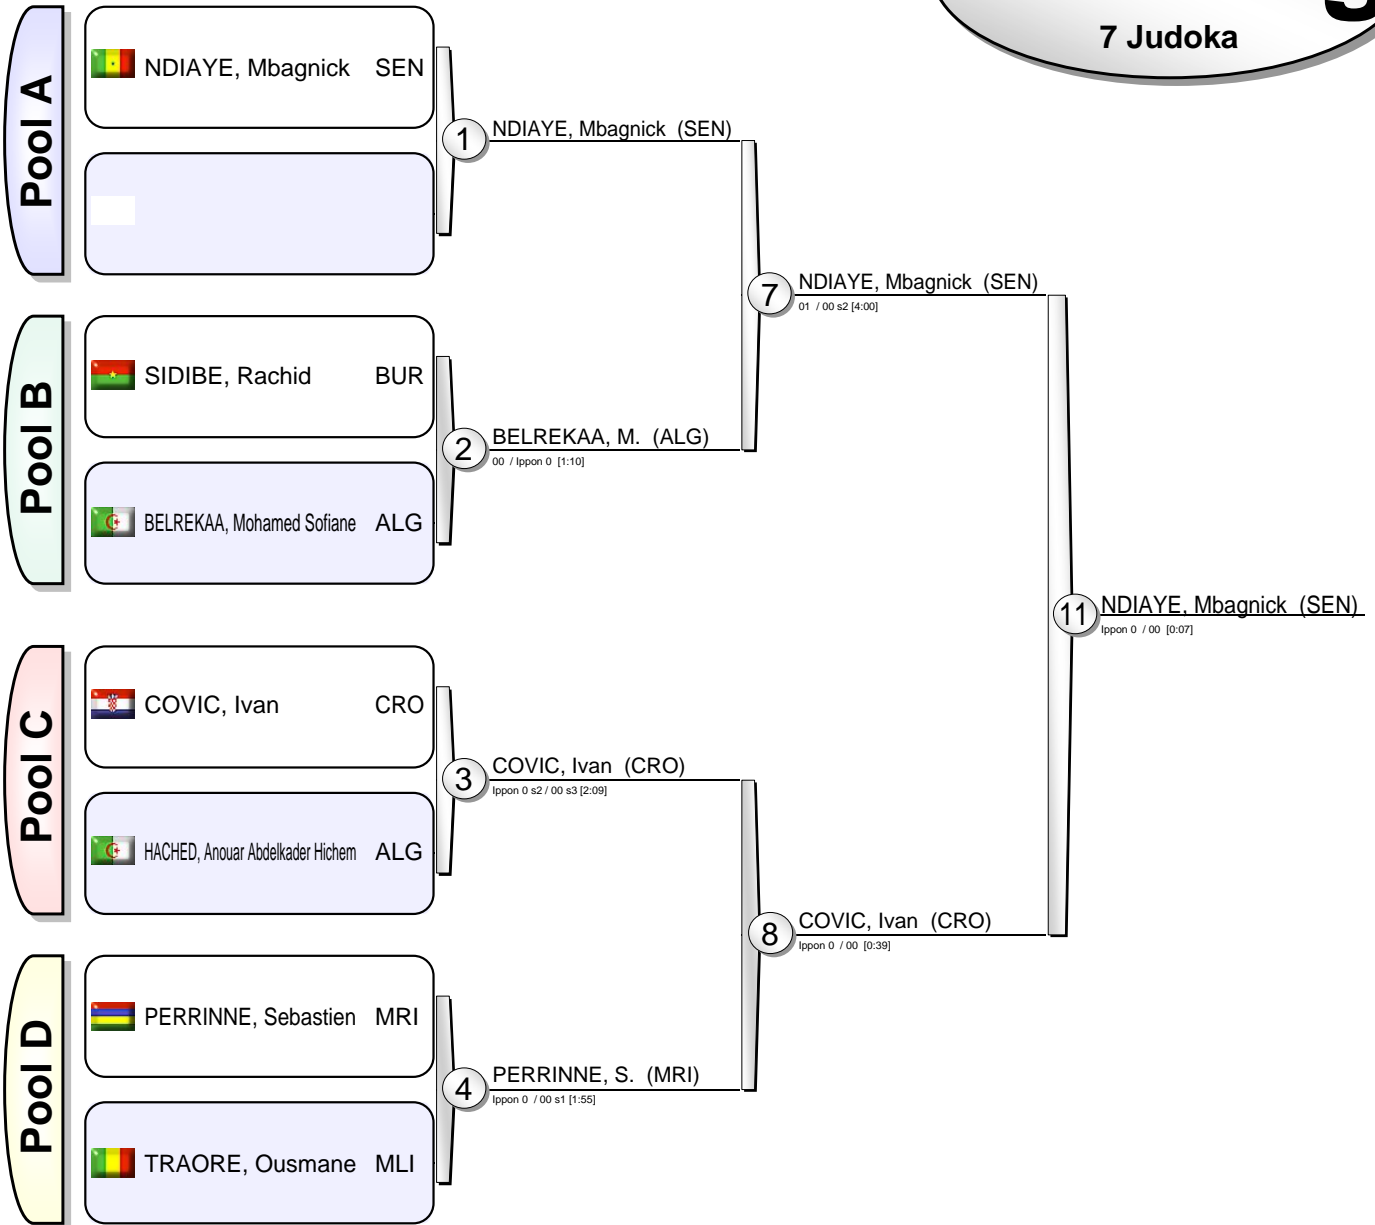 7 Judoka
Pool A
NDIAYE, Mbagnick SEN
1 NDIAYE, Mbagnick (SEN)
7 NDIAYE, Mbagnick (SEN)
01 / 00 s2 [4:00]
Pool B
SIDIBE, Rachid BUR
2 BELREKAA, M. (ALG)
00 / Ippon 0 [1:10]
BELREKAA, Mohamed Sofiane ALG
11 NDIAYE, Mbagnick (SEN)
Ippon 0 / 00 [0:07]
Pool C
COVIC, Ivan CRO
3 COVIC, Ivan (CRO)
Ippon 0 s2 / 00 s3 [2:09]
HACHED, Anouar Abdelkader Hichem ALG
8 COVIC, Ivan (CRO)
Ippon 0 / 00 [0:39]
Pool D
PERRINNE, Sebastien MRI
4 PERRINNE, S. (MRI)
Ippon 0 / 00 s1 [1:55]
TRAORE, Ousmane MLI